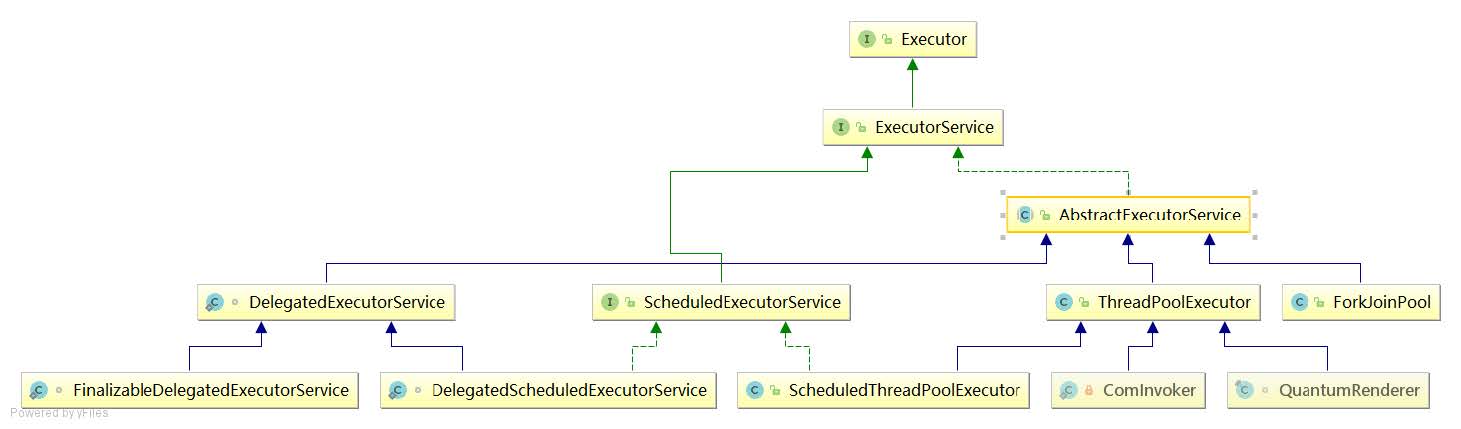 Executor
ExecutorService
AbstractExecutorService
DelegatedExecutorService
ScheduledExecutorService
ThreadPoolExecutor
ForkJoinPool
FinalizableDelegatedExecutorService
DelegatedScheduledExecutorService
ScheduledThreadPoolExecutor
ComInvoker
QuantumRenderer
Powered by yFiles